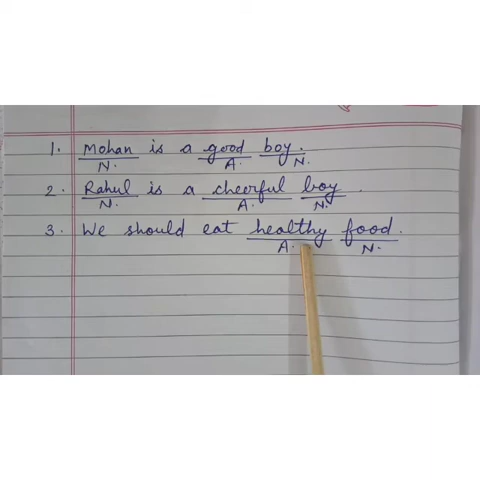 1. Mohan is a good boy.
N. A. N.
2. Rahul is a cheerful boy.
N. A. N.
3. We should eat healthy food.
A. N.